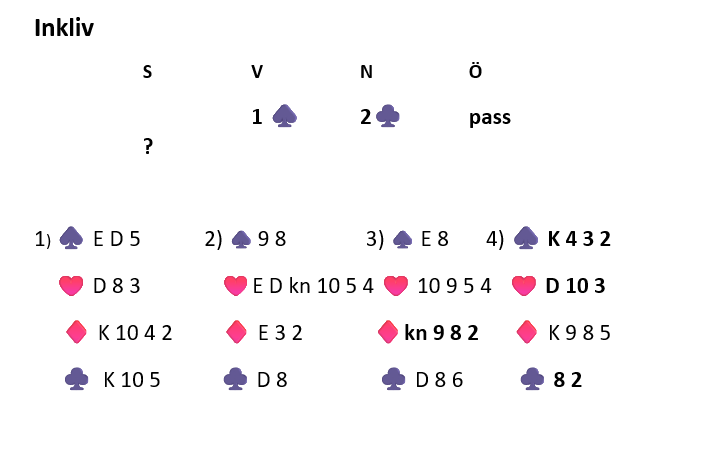 Inkliv
S V N Ö
1 ♠ 2 ♣ pass
?
1) ♠ E D 5 2) ♠ 9 8 3) ♠ E 8 4) ♠ K 4 3 2
♥ D 8 3 ♥ E D kn 10 5 4 ♥ 10 9 5 4 ♥ D 10 3
♦ K 10 4 2 ♦ E 3 2 ♦ kn 9 8 2 ♦ K 9 8 5
♣ K 10 5 ♣ D 8 ♣ D 8 6 ♣ 8 2